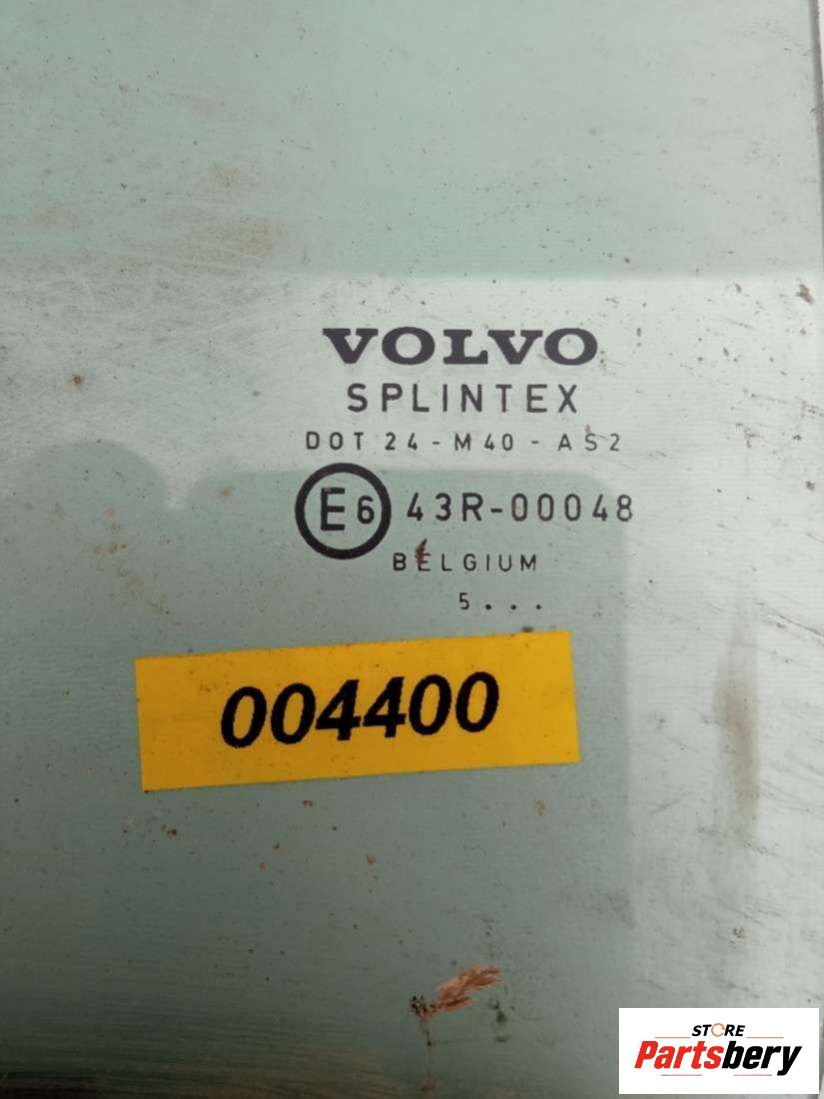 VOLVO
SPLINTEX
DOT 24-M40-AS2
E6 43R-00048
BELGIUM
5...
004400
STORE
Partsbery